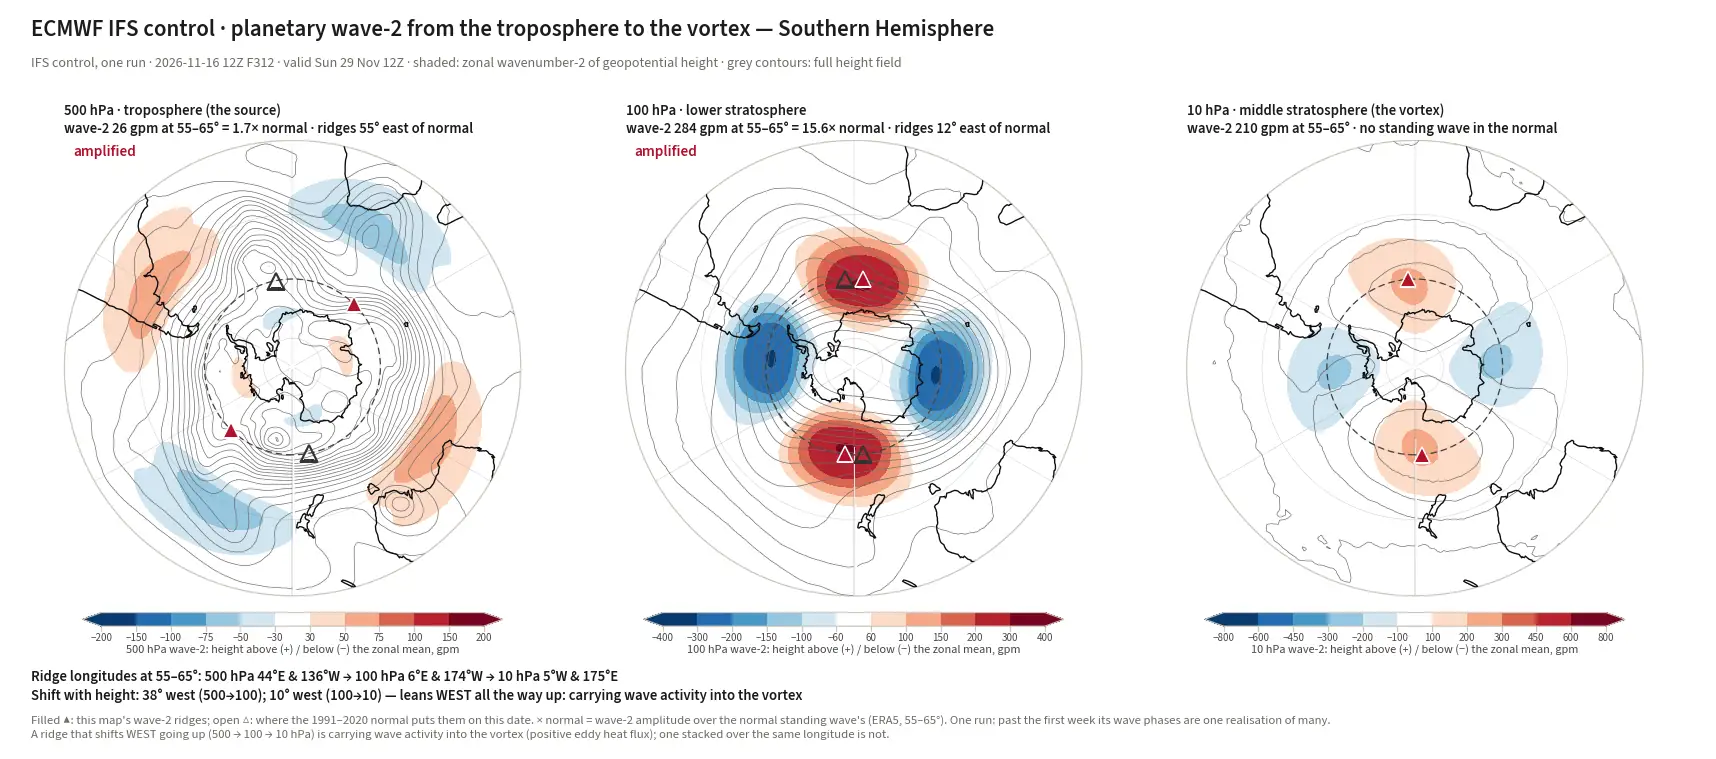 ECMWF IFS control · planetary wave-2 from the troposphere to the vortex — Southern Hemisphere
IFS control, one run · 2026-11-16 12Z F312 · valid Sun 29 Nov 12Z · shaded: zonal wavenumber-2 of geopotential height · grey contours: full height field
500 hPa · troposphere (the source)
wave-2 26 gpm at 55–65° = 1.7× normal · ridges 55° east of normal
amplified
100 hPa · lower stratosphere
wave-2 284 gpm at 55–65° = 15.6× normal · ridges 12° east of normal
amplified
10 hPa · middle stratosphere (the vortex)
wave-2 210 gpm at 55–65° · no standing wave in the normal
−200 −150 −100 −75 −50 −30 30 50 75 100 150 200
500 hPa wave-2: height above (+) / below (−) the zonal mean, gpm
−400 −300 −200 −150 −100 −60 60 100 150 200 300 400
100 hPa wave-2: height above (+) / below (−) the zonal mean, gpm
−800 −600 −450 −300 −200 −100 100 200 300 450 600 800
10 hPa wave-2: height above (+) / below (−) the zonal mean, gpm
Ridge longitudes at 55–65°: 500 hPa 44°E & 136°W → 100 hPa 6°E & 174°W → 10 hPa 5°W & 175°E
Shift with height: 38° west (500→100); 10° west (100→10) — leans WEST all the way up: carrying wave activity into the vortex
Filled ▲: this map's wave-2 ridges; open △: where the 1991–2020 normal puts them on this date. × normal = wave-2 amplitude over the normal standing wave's (ERA5, 55–65°). One run: past the first week its wave phases are one realisation of many.
A ridge that shifts WEST going up (500 → 100 → 10 hPa) is carrying wave activity into the vortex (positive eddy heat flux); one stacked over the same longitude is not.